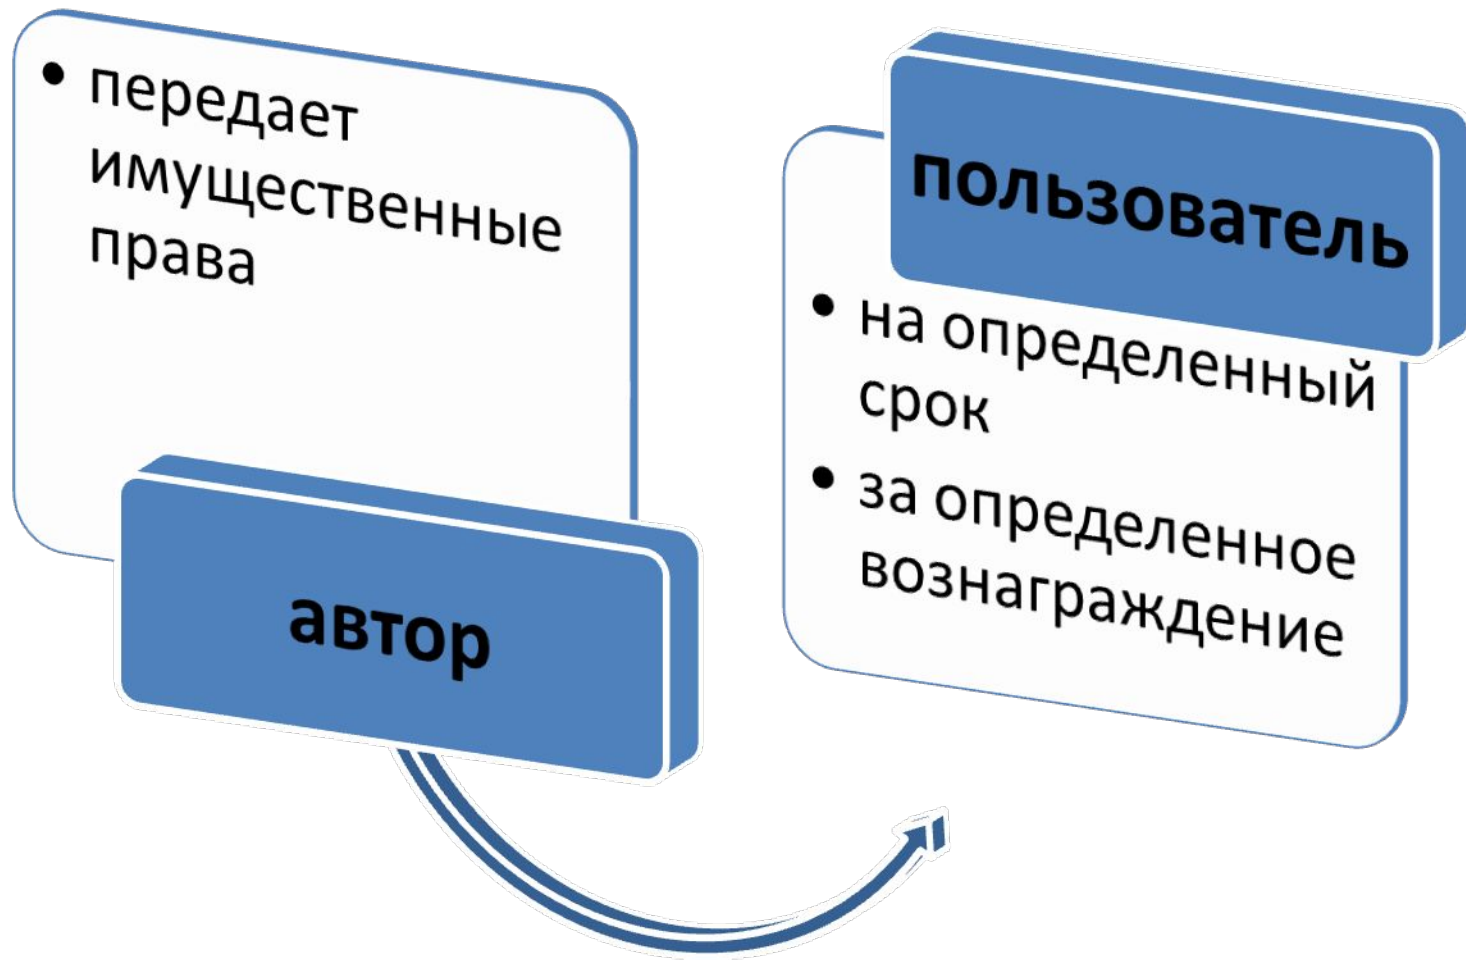 • передает
имущественные
права
автор
пользователь
• на определенный
срок
• за определенное
вознаграждение